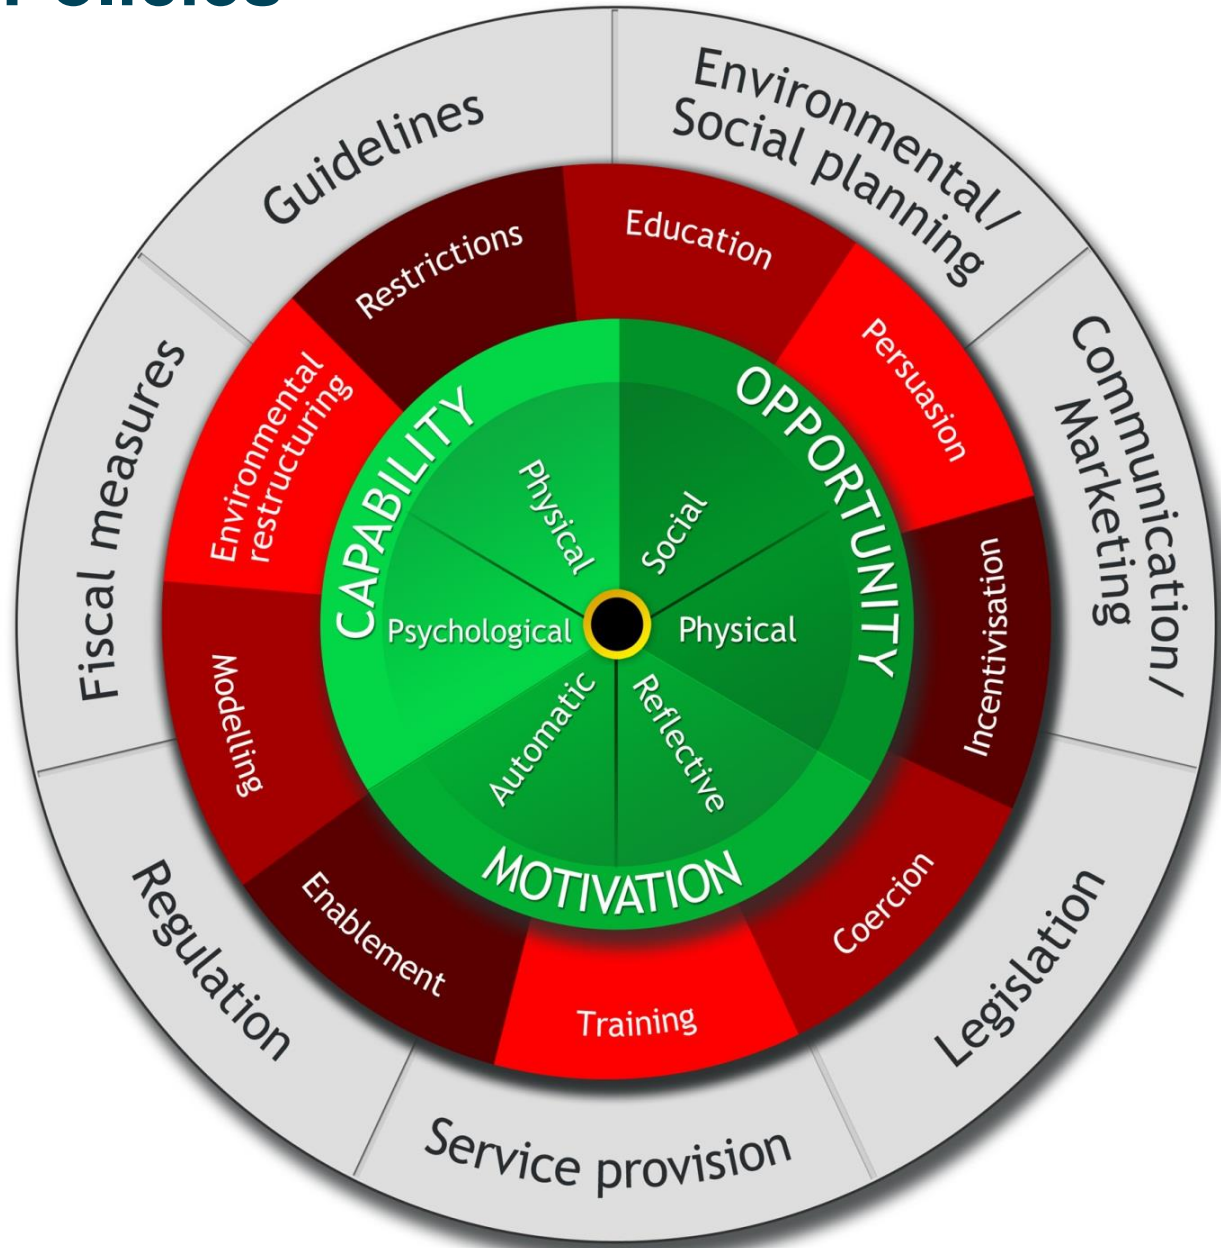 Policies
Guidelines
Environmental/
Social planning
Communication/
Marketing
Legislation
Service provision
Regulation
Fiscal measures
Restrictions
Education
Persuasion
Incentivisation
Coercion
Training
Enablement
Modelling
Environmental
restructuring
CAPABILITY
OPPORTUNITY
MOTIVATION
Physical
Social
Physical
Reflective
Automatic
Psychological